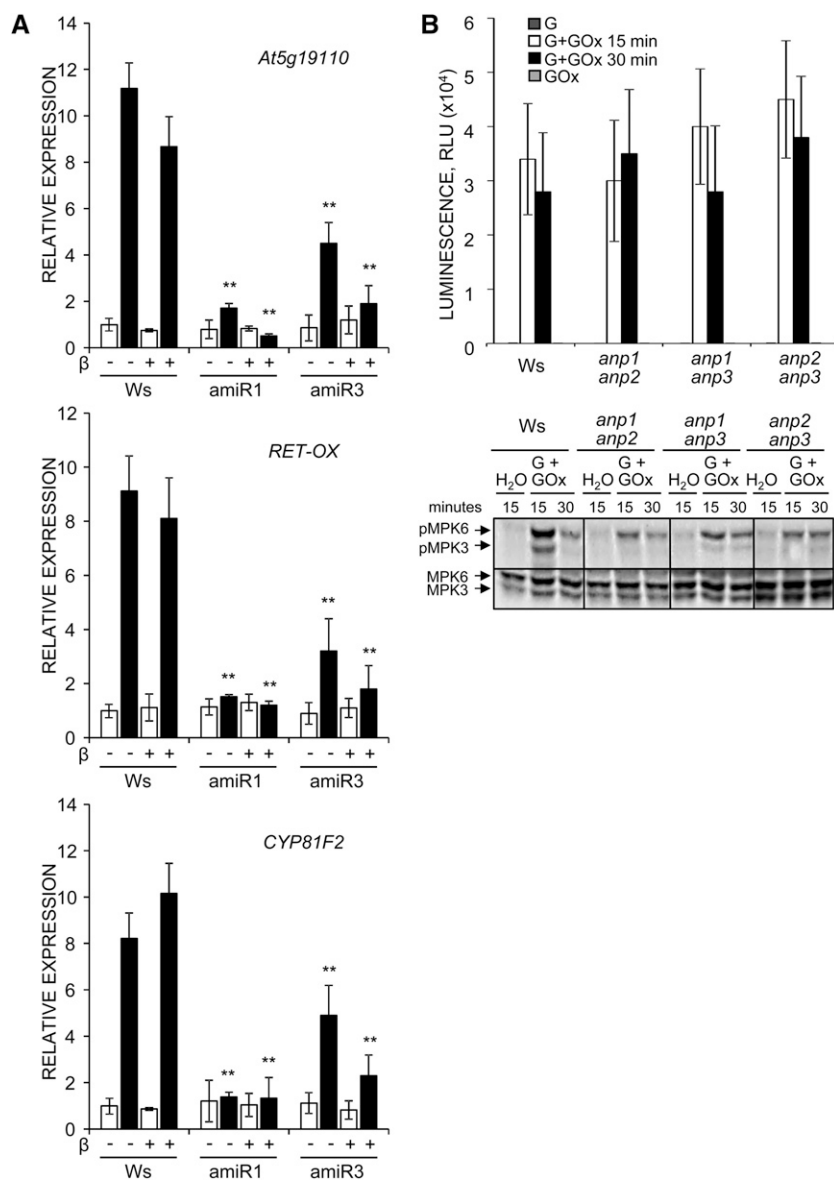 A
At5g19110
RELATIVE EXPRESSION
14
12
10
8
6
4
2
0
** ** ** **
β - - + + - - + + - - + +
Ws amiR1 amiR3
RET-OX
RELATIVE EXPRESSION
14
12
10
8
6
4
2
0
** ** ** **
β - - + + - - + + - - + +
Ws amiR1 amiR3
CYP81F2
RELATIVE EXPRESSION
14
12
10
8
6
4
2
0
** ** ** **
β - - + + - - + + - - + +
Ws amiR1 amiR3
B
G
G+GOx 15 min
G+GOx 30 min
GOx
LUMINESCENCE, RLU (x10⁴)
6
5
4
3
2
1
0
Ws anp1 anp1 anp2
anp2 anp3 anp3
Ws anp1 anp1 anp2
anp2 anp3 anp3
G + G + G + G +
H₂O GOx H₂O GOx H₂O GOx H₂O GOx
minutes 15 15 30 15 15 30 15 15 30 15 15 30
pMPK6
pMPK3
MPK6
MPK3